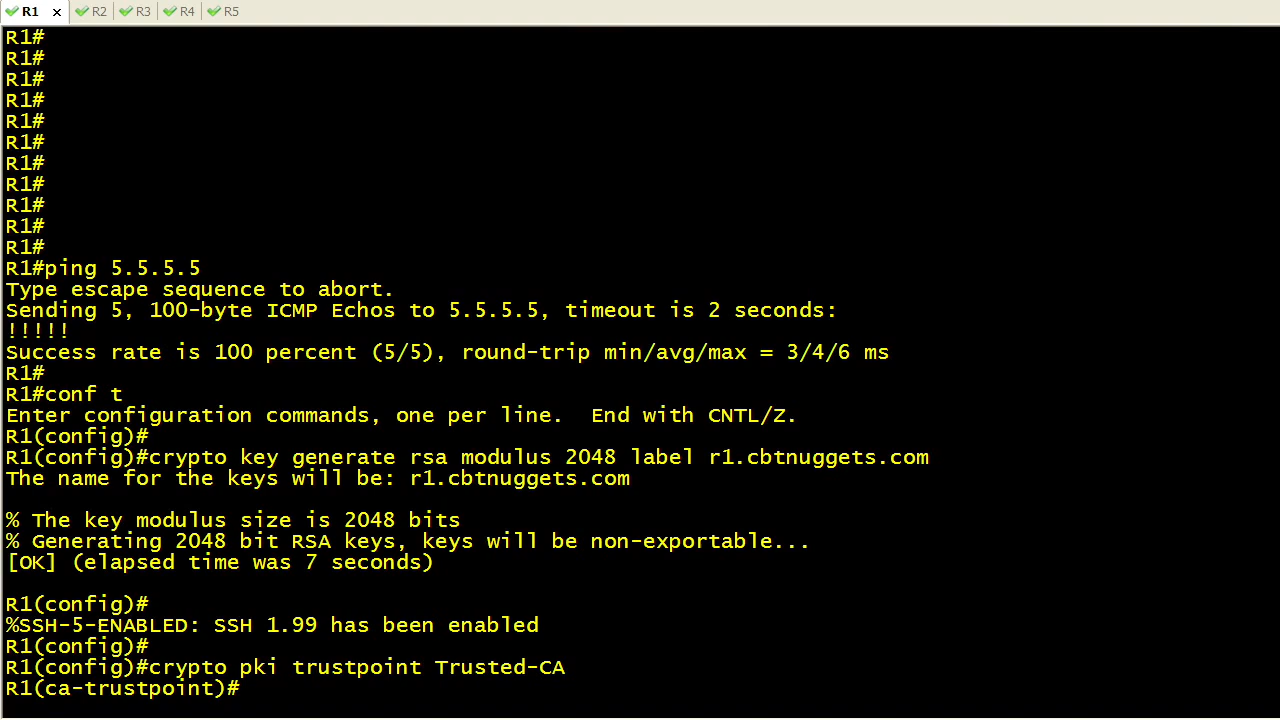 R1 × R2 R3 R4 R5
R1#
R1#
R1#
R1#
R1#
R1#
R1#
R1#
R1#
R1#
R1#
R1#ping 5.5.5.5
Type escape sequence to abort.
Sending 5, 100-byte ICMP Echos to 5.5.5.5, timeout is 2 seconds:
!!!!!
Success rate is 100 percent (5/5), round-trip min/avg/max = 3/4/6 ms
R1#
R1#conf t
Enter configuration commands, one per line.  End with CNTL/Z.
R1(config)#
R1(config)#crypto key generate rsa modulus 2048 label r1.cbtnuggets.com
The name for the keys will be: r1.cbtnuggets.com
% The key modulus size is 2048 bits
% Generating 2048 bit RSA keys, keys will be non-exportable...
[OK] (elapsed time was 7 seconds)
R1(config)#
%SSH-5-ENABLED: SSH 1.99 has been enabled
R1(config)#
R1(config)#crypto pki trustpoint Trusted-CA
R1(ca-trustpoint)#